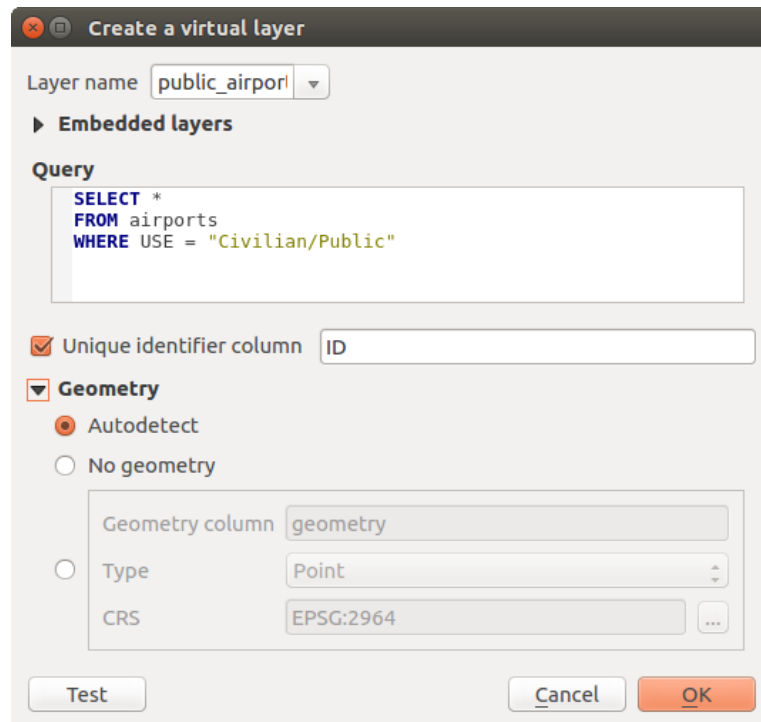 Create a virtual layer
Layer name public_airport
Embedded layers
Query
SELECT *
FROM airports
WHERE USE = "Civilian/Public"
Unique identifier column ID
Geometry
Autodetect
No geometry
Geometry column geometry
Type Point
CRS EPSG:2964 ...
Test Cancel OK